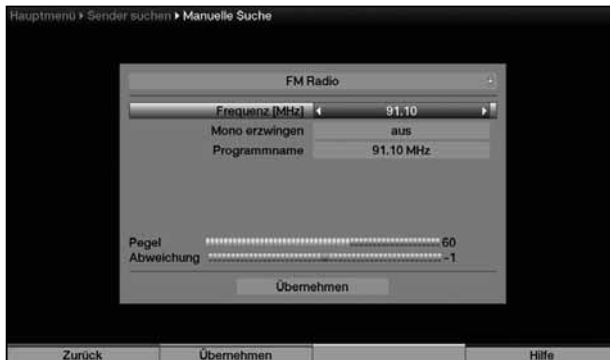 Hauptmenü ▸ Sender suchen ▸ Manuelle Suche
FM Radio
Frequenz [MHz] 91,10
Mono erzwingen aus
Programmname 91.10 MHz
Pegel 60
Abweichung -1
Übernehmen
Zurück Übernehmen Hilfe